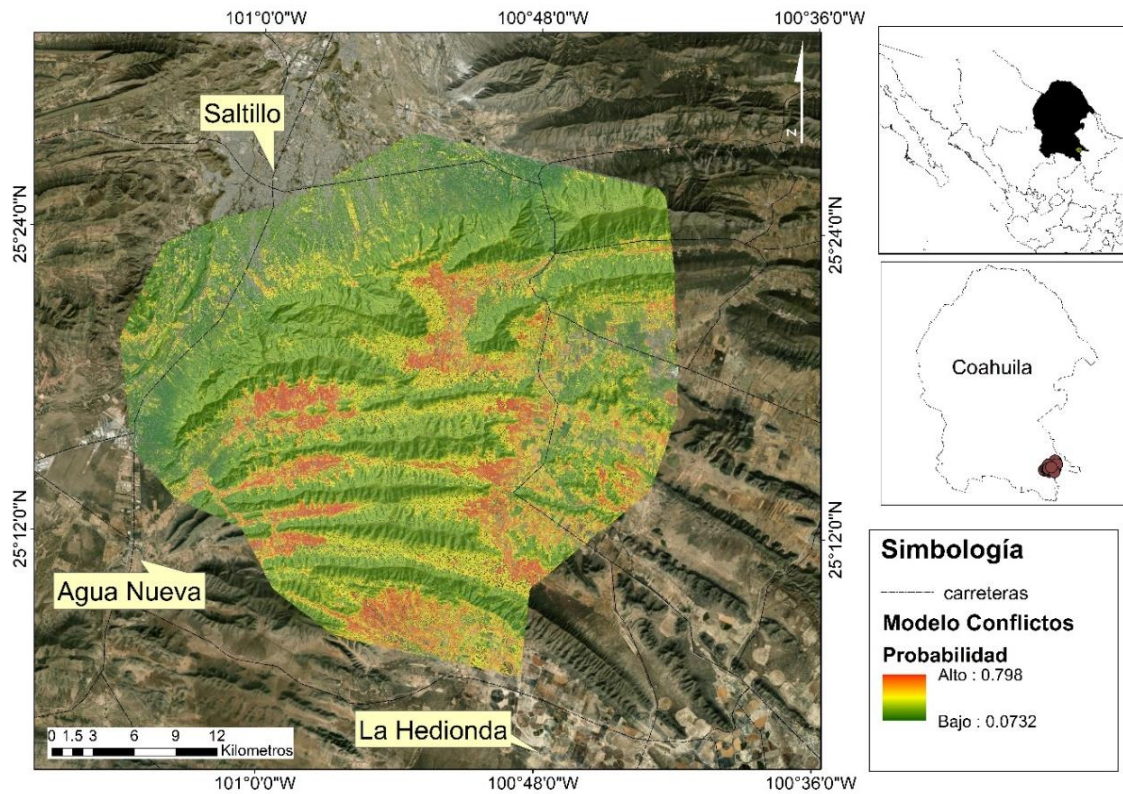 101°0'0"W
100°48'0"W
100°36'0"W
Saltillo
25°24'0"N
25°24'0"N
N
Coahuila
25°12'0"N
25°12'0"N
Agua Nueva
La Hedionda
0 1.5 3 6 9 12
Kilometros
101°0'0"W
100°48'0"W
100°36'0"W
Simbología
carreteras
Modelo Conflictos
Probabilidad
Alto : 0.798
Bajo : 0.0732